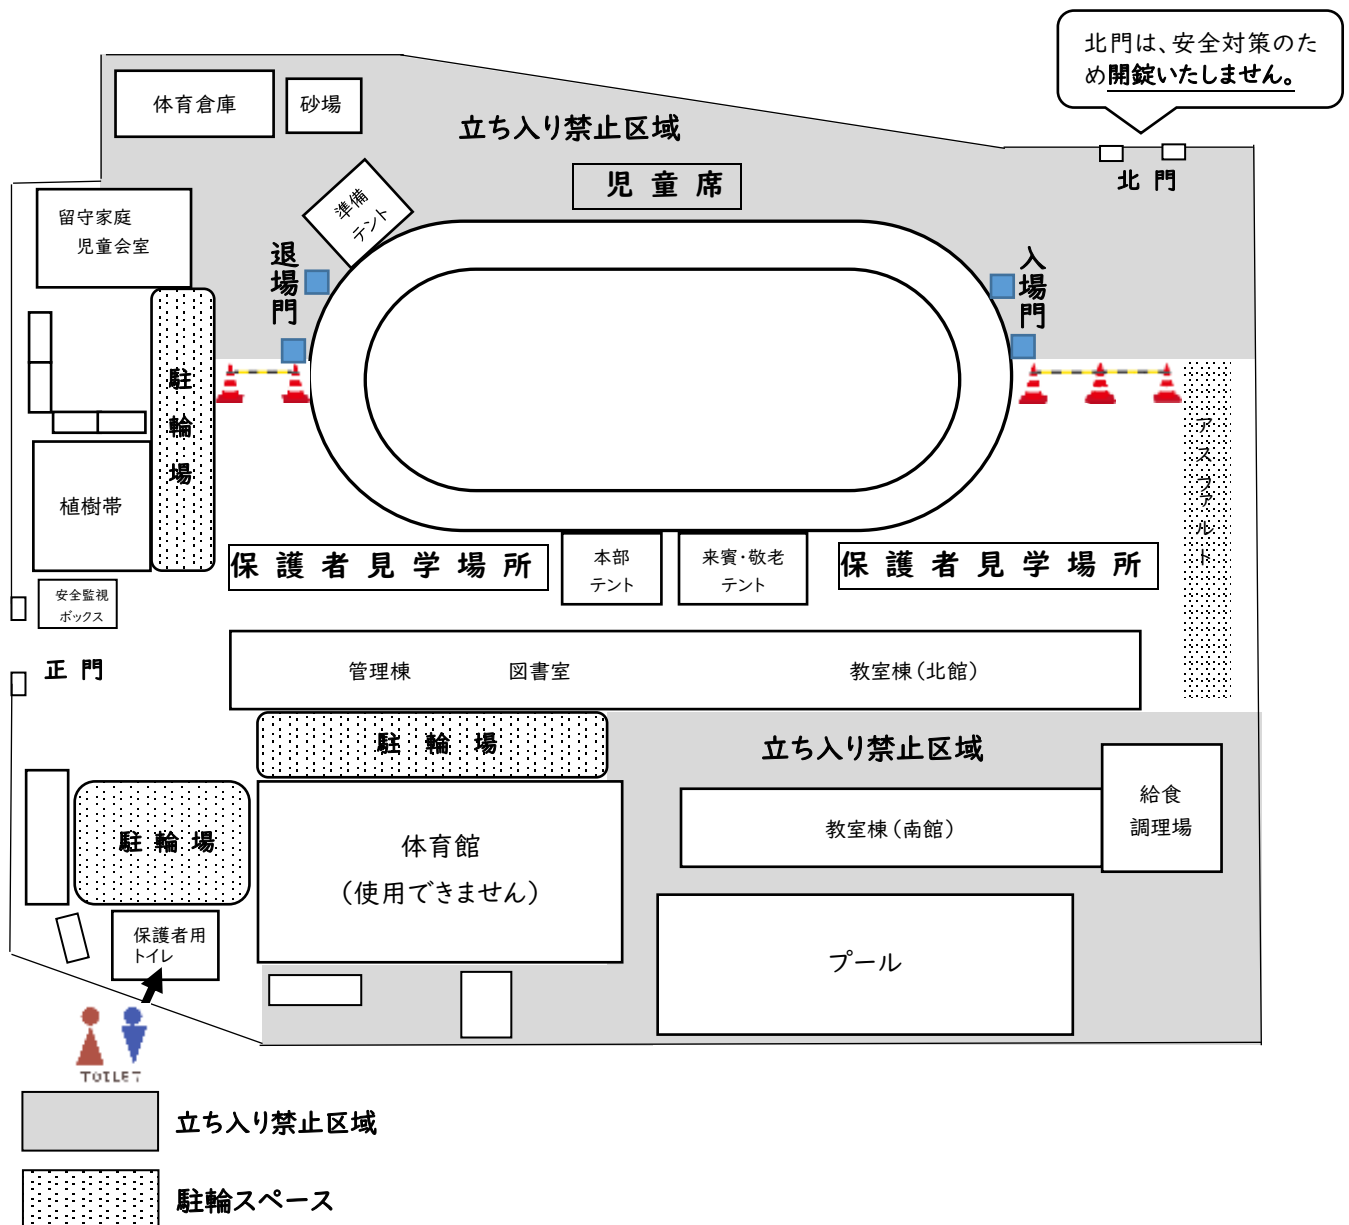 北門は、安全対策のた
め開錠いたしません。
体育倉庫
砂場
立ち入り禁止区域
北 門
児 童 席
準備
テント
留守家庭
児童会室
退場門
入場門
駐輪場
アスファルト
植樹帯
保 護 者 見 学 場 所
本部
テント
来賓・敬老
テント
保 護 者 見 学 場 所
安全監視
ボックス
正 門
管理棟
図書室
教室棟（北館）
駐 輪 場
立ち入り禁止区域
給食
調理場
教室棟（南館）
駐 輪 場
体育館
（使用できません）
保護者用
トイレ
プール
TOILET
立ち入り禁止区域
駐輪スペース